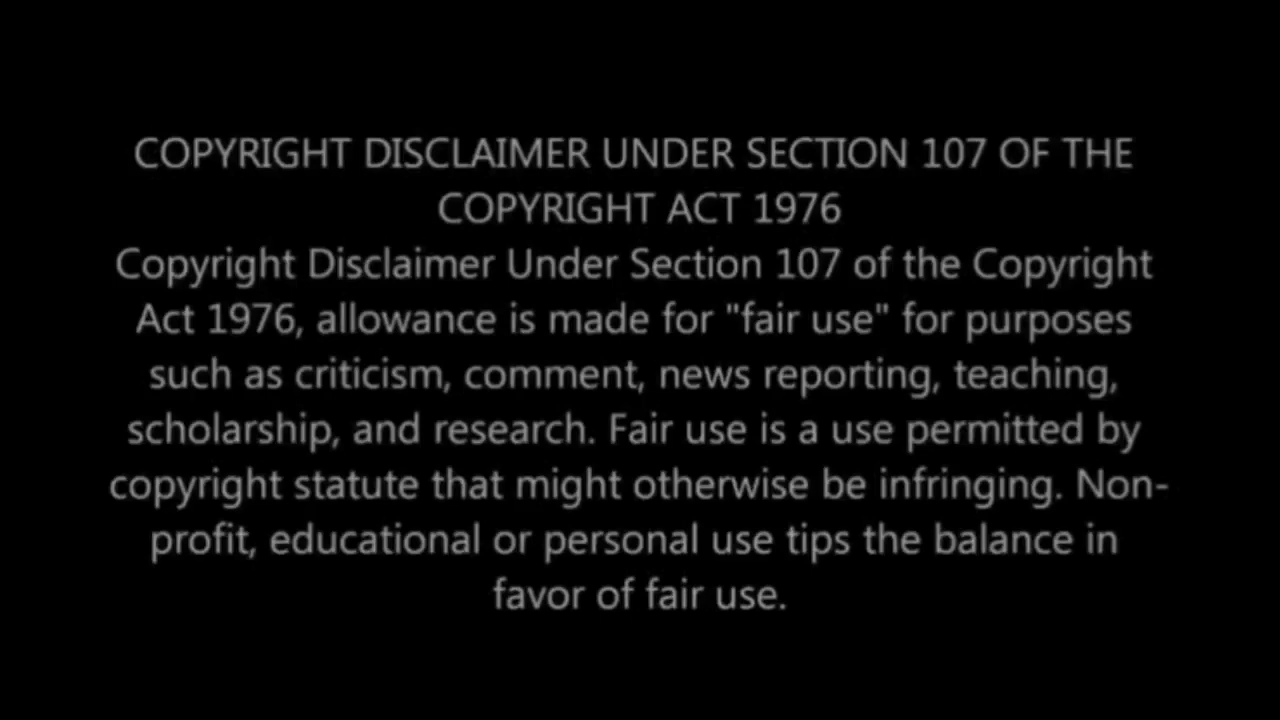 COPYRIGHT DISCLAIMER UNDER SECTION 107 OF THE
COPYRIGHT ACT 1976
Copyright Disclaimer Under Section 107 of the Copyright
Act 1976, allowance is made for "fair use" for purposes
such as criticism, comment, news reporting, teaching,
scholarship, and research. Fair use is a use permitted by
copyright statute that might otherwise be infringing. Non-
profit, educational or personal use tips the balance in
favor of fair use.